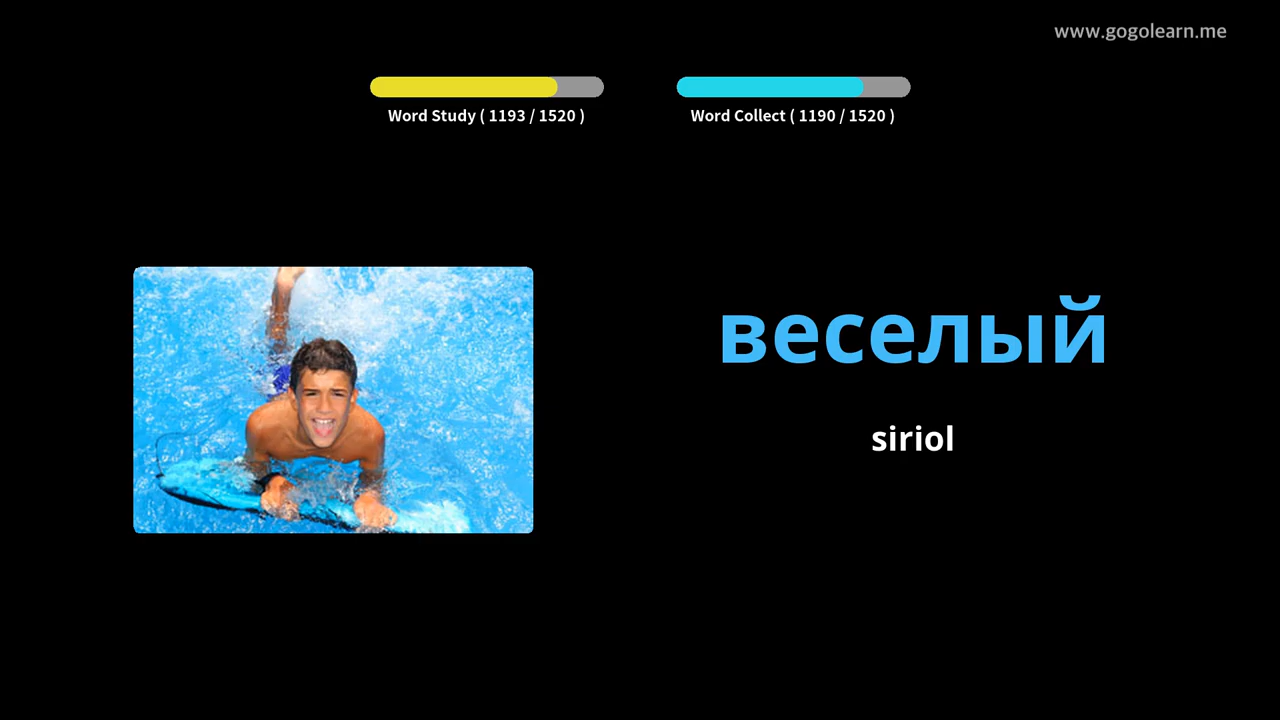 www.gogolearn.me
Word Study ( 1193 / 1520 )
Word Collect ( 1190 / 1520 )
веселый
siriol